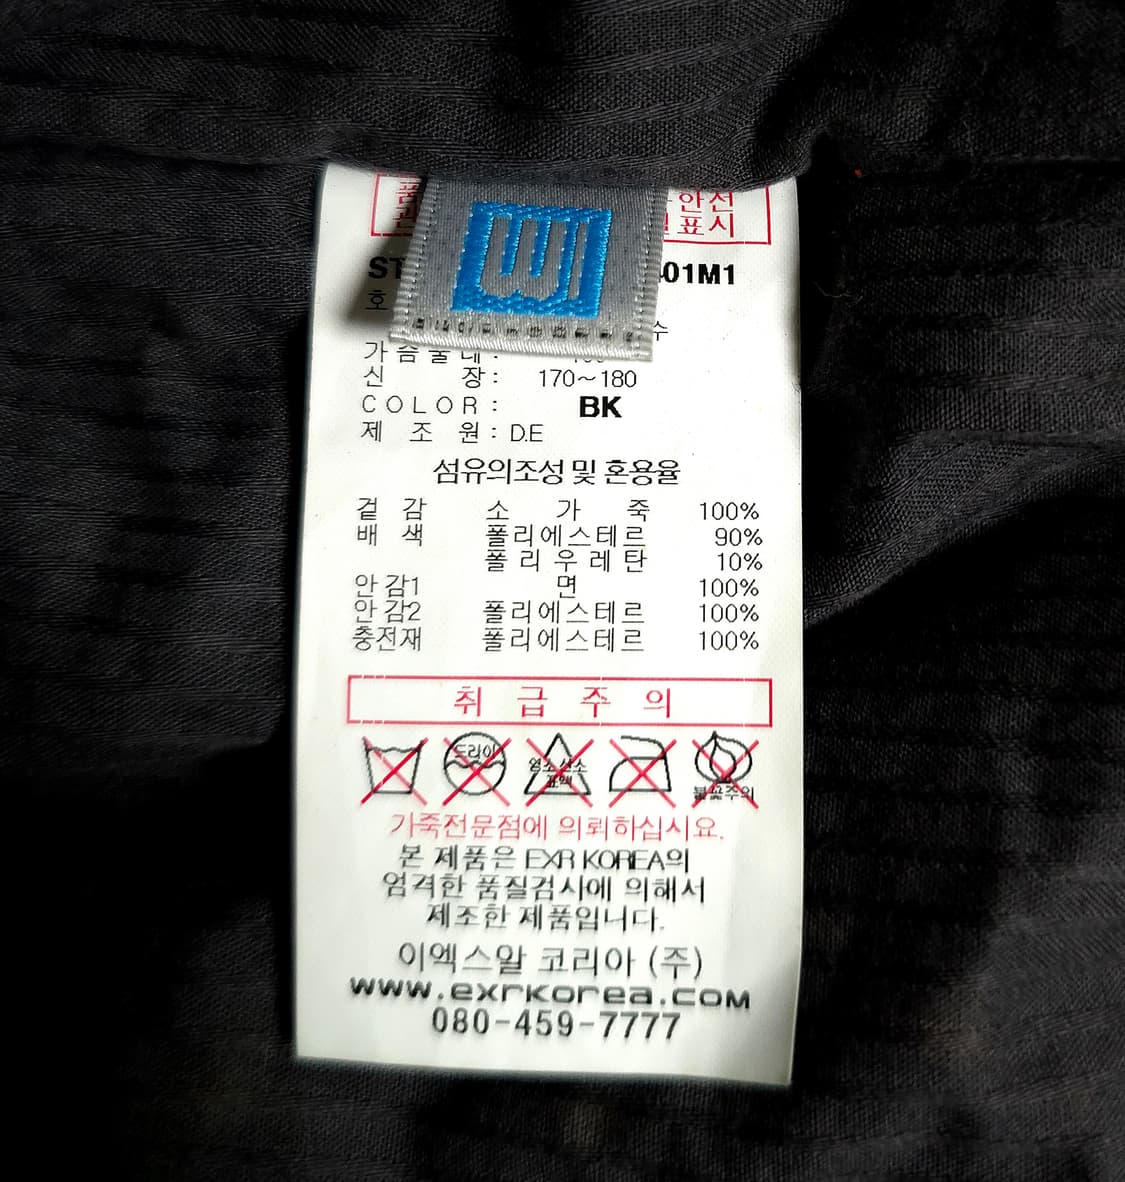 안전
표시
01M1
가슴둘레:
신 장: 170~180
COLOR: BK
제 조 원: D.E
섬유의조성 및 혼용율
겉 감 소 가 죽 100%
배 색 폴리에스테르 90%
폴리우레탄 10%
안감1 면 100%
안감2 폴리에스테르 100%
충전재 폴리에스테르 100%
취 급 주 의
드라이
염소산소
표백
불꽃주의
가죽전문점에 의뢰하십시요.
본 제품은 EXR KOREA의
엄격한 품질검사에 의해서
제조한 제품입니다.
이엑스알 코리아 (주)
www.exrkorea.com
080-459-7777